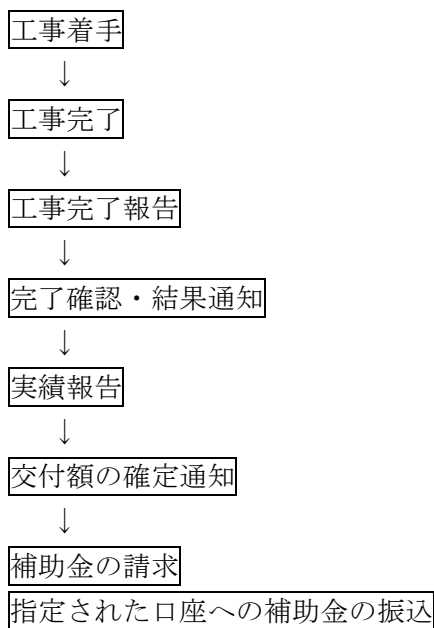 工事着手
↓
工事完了
↓
工事完了報告
↓
完了確認・結果通知
↓
実績報告
↓
交付額の確定通知
↓
補助金の請求
指定された口座への補助金の振込